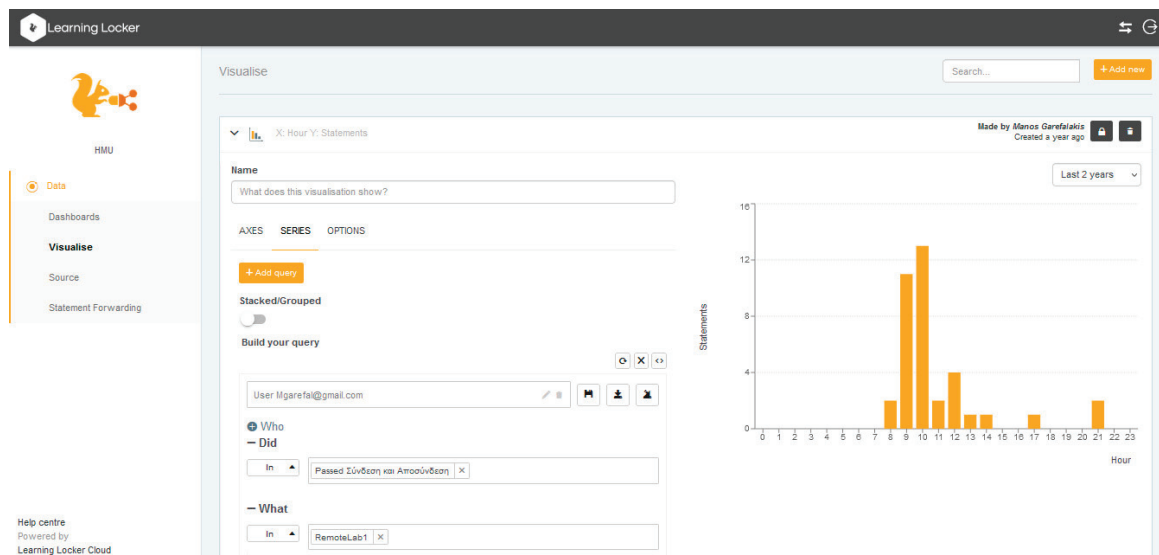 Learning Locker
HMU
Data
Dashboards
Visualise
Source
Statement Forwarding
Help centre
Powered by
Learning Locker Cloud
Visualise
Search...
+ Add new
X: Hour Y: Statements
Made by Manos Garefalakis
Created a year ago
Name
What does this visualisation show?
AXES SERIES OPTIONS
+ Add query
Stacked/Grouped
Build your query
User Mgarefal@gmail.com
Who
Did
In
Passed Σύνδεση και Αποσύνδεση
What
In
RemoteLab1
Last 2 years
16
12
8
4
0
Statements
0 1 2 3 4 5 6 7 8 9 10 11 12 13 14 15 16 17 18 19 20 21 22 23
Hour